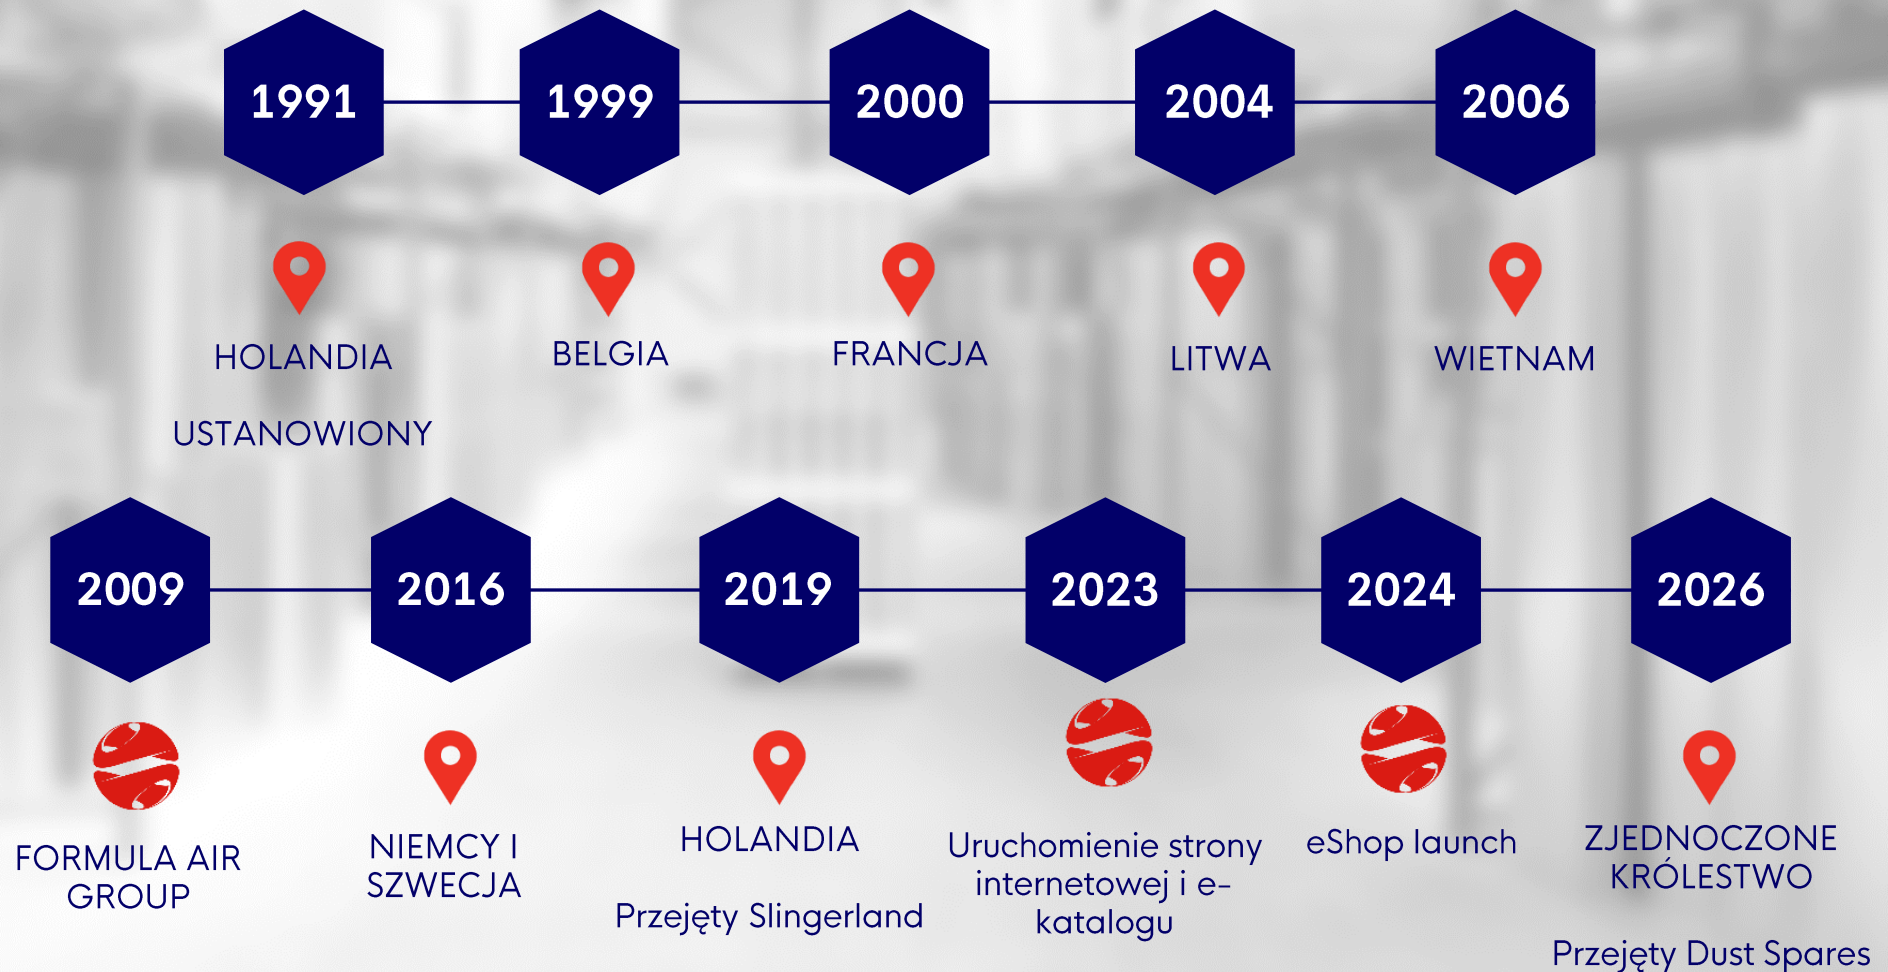 1991
1999
2000
2004
2006
HOLANDIA
USTANOWIONY
BELGIA
FRANCJA
LITWA
WIETNAM
2009
2016
2019
2023
2024
2026
FORMULA AIR
GROUP
NIEMCY I
SZWECJA
HOLANDIA
Przejęty Slingerland
Uruchomienie strony
internetowej i e-
katalogu
eShop launch
ZJEDNOCZONE
KRÓLESTWO
Przejęty Dust Spares